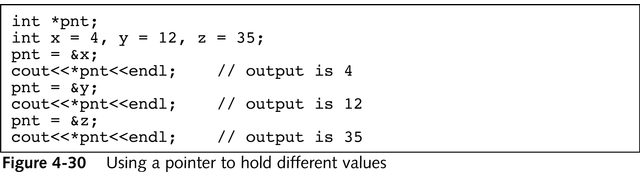 int *pnt;
int x = 4, y = 12, z = 35;
pnt = &x;
cout<<*pnt<<endl;    // output is 4
pnt = &y;
cout<<*pnt<<endl;    // output is 12
pnt = &z;
cout<<*pnt<<endl;    // output is 35
Figure 4-30    Using a pointer to hold different values